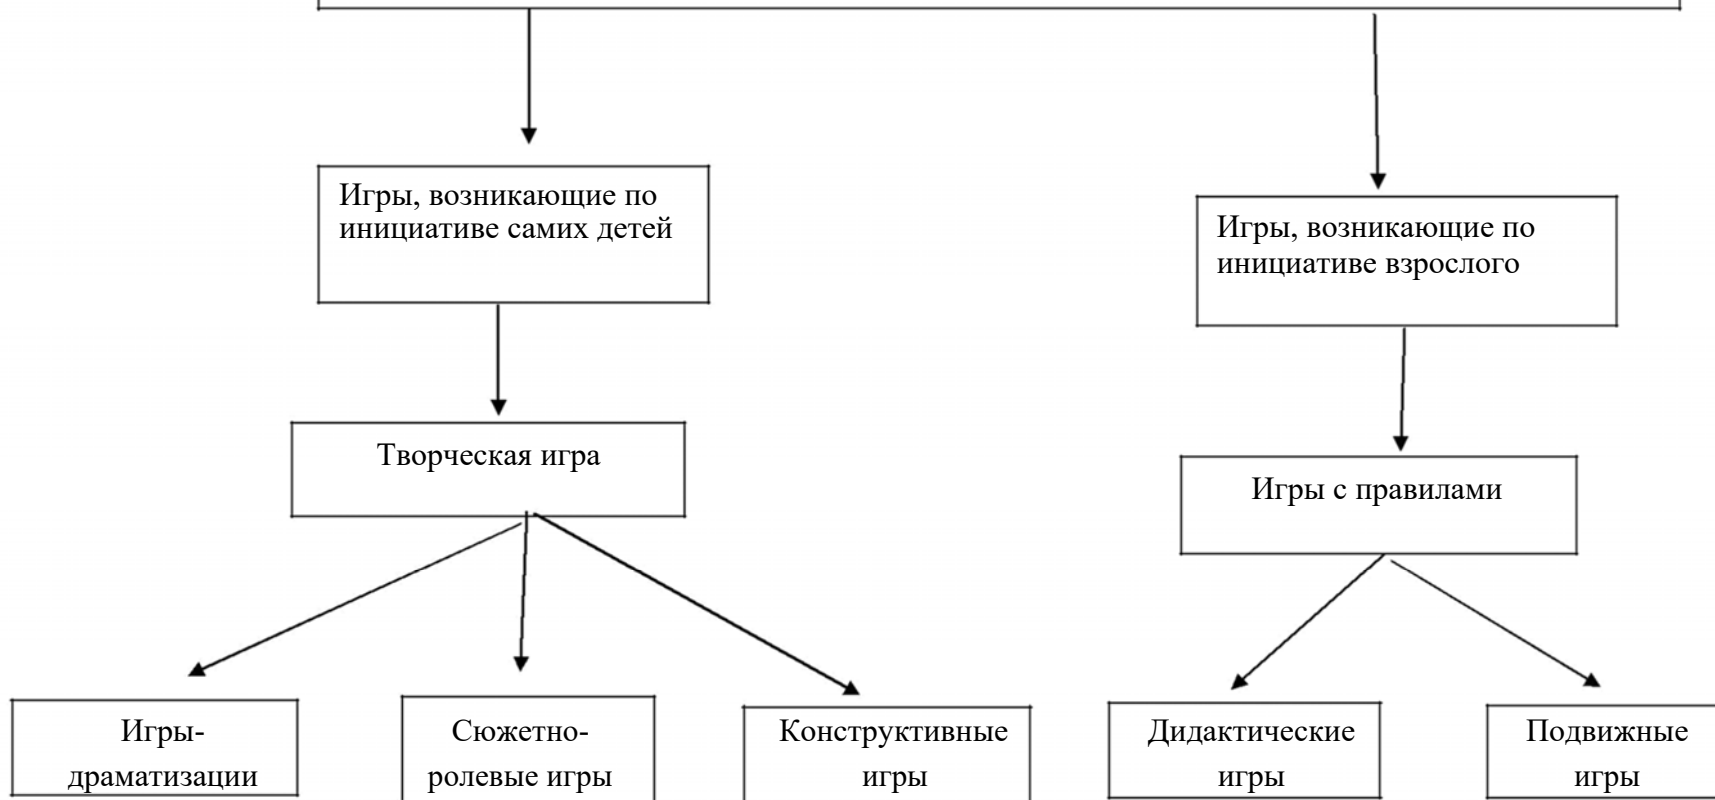 Игры, возникающие по
инициативе самих детей
Игры, возникающие по
инициативе взрослого
Творческая игра
Игры с правилами
Игры-
драматизации
Сюжетно-
ролевые игры
Конструктивные
игры
Дидактические
игры
Подвижные
игры